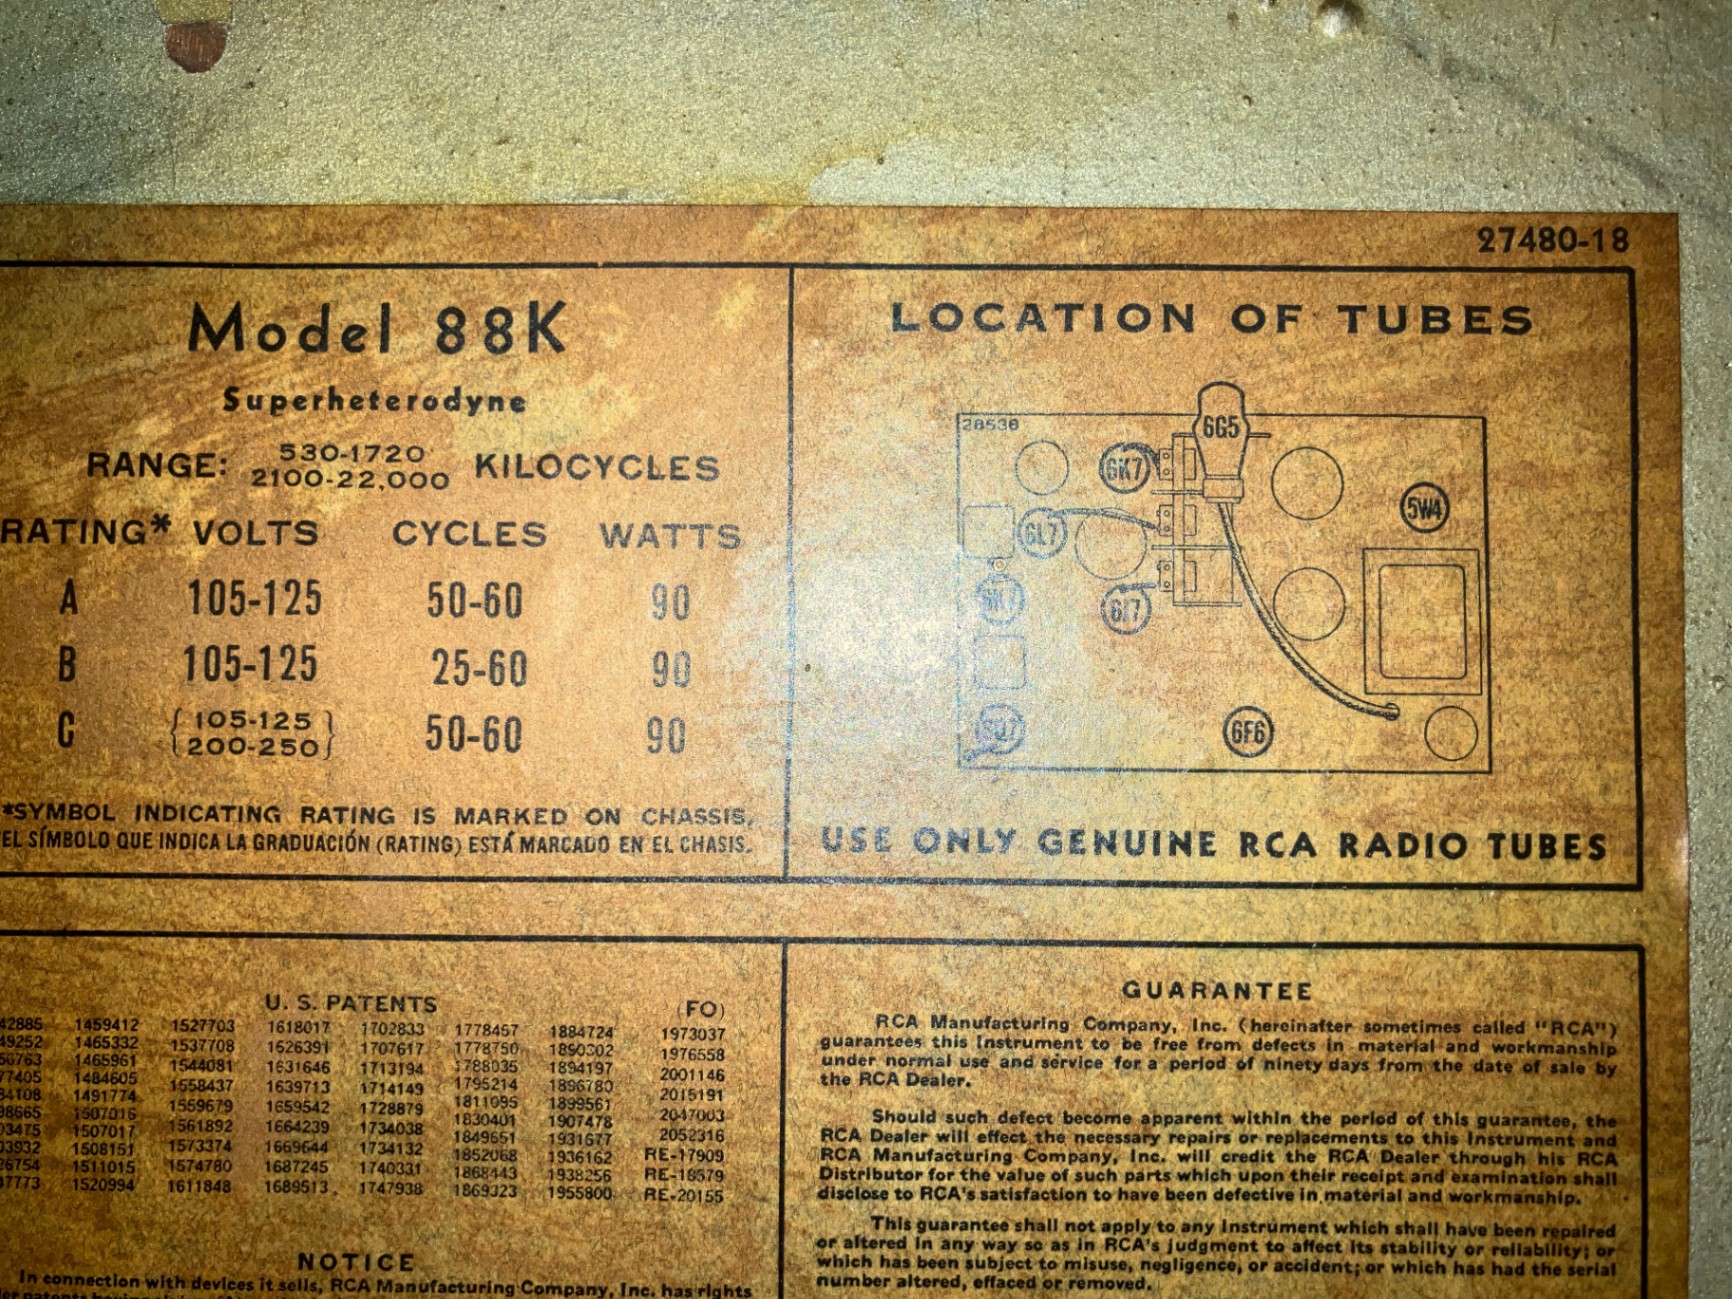 27480-18
Model 88K
Superheterodyne
RANGE: 530-1720 KILOCYCLES
2100-22,000
RATING* VOLTS CYCLES WATTS
A 105-125 50-60 90
B 105-125 25-60 90
C { 105-125 } 50-60 90
{ 200-250 }
*SYMBOL INDICATING RATING IS MARKED ON CHASSIS.
EL SÍMBOLO QUE INDICA LA GRADUACIÓN (RATING) ESTÁ MARCADO EN EL CHASIS.
LOCATION OF TUBES
28536
6G5
6K7
5W4
6L7
6F6
USE ONLY GENUINE RCA RADIO TUBES
U. S. PATENTS (FO)
42885 1459412 1527703 1618017 1702833 1778457 1884724 1973037
49252 1465332 1537708 1626391 1707617 1778750 1890302 1976558
1465961 1544081 1631646 1713194 1788035 1894197 2001146
77405 1484605 1558437 1639713 1714149 1795214 1896780 2015191
1491774 1559679 1659542 1728879 1811095 1899561 2047003
98665 1507016 1561892 1664239 1734038 1830401 1907478 2052316
03475 1507017 1573374 1669644 1734132 1849651 1931677 RE-17909
03932 1508151 1574780 1687245 1740331 1852068 1936162 RE-18579
26754 1511015 1611848 1689513 1747938 1868443 1938256 RE-20155
1520994 1869323 1955800
NOTICE
In connection with devices it sells, RCA Manufacturing Company, Inc. has rights
GUARANTEE
RCA Manufacturing Company, Inc. (hereinafter sometimes called "RCA")
guarantees this Instrument to be free from defects in material and workmanship
under normal use and service for a period of ninety days from the date of sale by
the RCA Dealer.
Should such defect become apparent within the period of this guarantee, the
RCA Dealer will effect the necessary repairs or replacements to this Instrument and
RCA Manufacturing Company, Inc. will credit the RCA Dealer through his RCA
Distributor for the value of such parts which upon their receipt and examination shall
disclose to RCA's satisfaction to have been defective in material and workmanship.
This guarantee shall not apply to any Instrument which shall have been repaired
or altered in any way so as in RCA's judgment to affect its stability or reliability; or
which has been subject to misuse, negligence, or accident; or which has had the serial
number altered, effaced or removed.